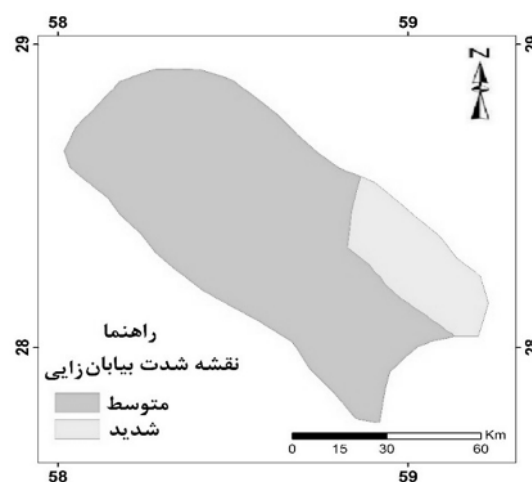 58 59
29 29
N
28 28
راهنما
نقشه شدت بیابان‌زایی
متوسط
شدید
Km
0 15 30 60
58 59